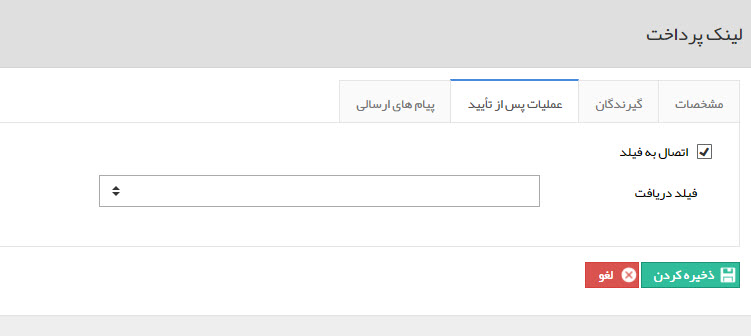 لینک پرداخت
مشخصات گیرندگان عملیات پس از تأیید پیام های ارسالی
اتصال به فیلد
فیلد دریافت
ذخیره کردن لغو